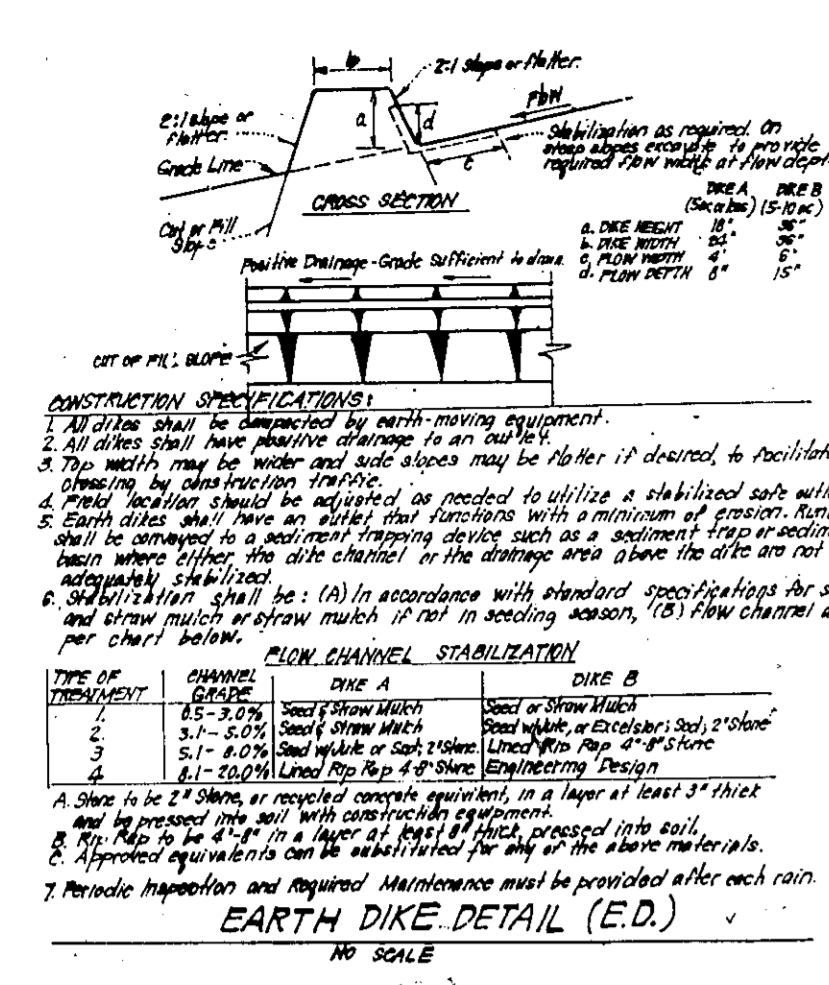 b
2:1 Slope or flatter.
FLOW
2:1 slope or
flatter.
a
d
Stabilization as required. On
steep slopes excavate to provide
required flow width at flow depth
Grade Line
c
CROSS SECTION
DIKE A DIKE B
(5-10 ac)
Cut or Fill
Slope
a. DIKE HEIGHT 18" 36"
b. DIKE WIDTH 24" 36"
c. FLOW WIDTH 4' 6'
d. FLOW DEPTH 8" 15"
Positive Drainage-Grade Sufficient to drain.
CUT OF FILL SLOPE
CONSTRUCTION SPECIFICATIONS:
1. All dikes shall be compacted by earth-moving equipment.
2. All dikes shall have positive drainage to an outlet.
3. Top width may be wider and side slopes may be flatter if desired, to facilitat
crossing by construction traffic.
4. Field location should be adjusted as needed to utilize a stabilized safe outl
5. Earth dikes shall have an outlet that functions with a minimum of erosion. Run
shall be conveyed to a sediment trapping device such as a sediment trap or sedim
basin where either the dike channel or the drainage area above the dike are not
adequately stabilized.
6. Stabilization shall be: (A) In accordance with standard specifications for s
and straw mulch or straw mulch if not in seeding season, (B) flow channel a
per chart below.
FLOW CHANNEL STABILIZATION
TYPE OF CHANNEL DIKE A DIKE B
TREATMENT GRADE
1. 0.5-3.0% Seed & Straw Mulch Seed or Straw Mulch
2. 3.1-5.0% Seed & Straw Mulch Seed w/Jute, or Excelsior; Sod; 2" Stone
3 5.1-8.0% Seed w/Jute or Sod; 2" Stone Lined Rip Rap 4"-8" Stone
4 8.1-20.0% Lined Rip Rap 4-8" Stone Engineering Design
A. Stone to be 2" Stone, or recycled concrete equivilent, in a layer at least 3" thick
and be pressed into soil with construction equipment.
B. Rip Rap to be 4"-8" in a layer at least 8" thick, pressed into soil.
C. Approved equivalents can be substituted for any of the above materials.
7. Periodic Inspection and Required Maintenance must be provided after each rain.
EARTH DIKE DETAIL (E.D.)
NO SCALE